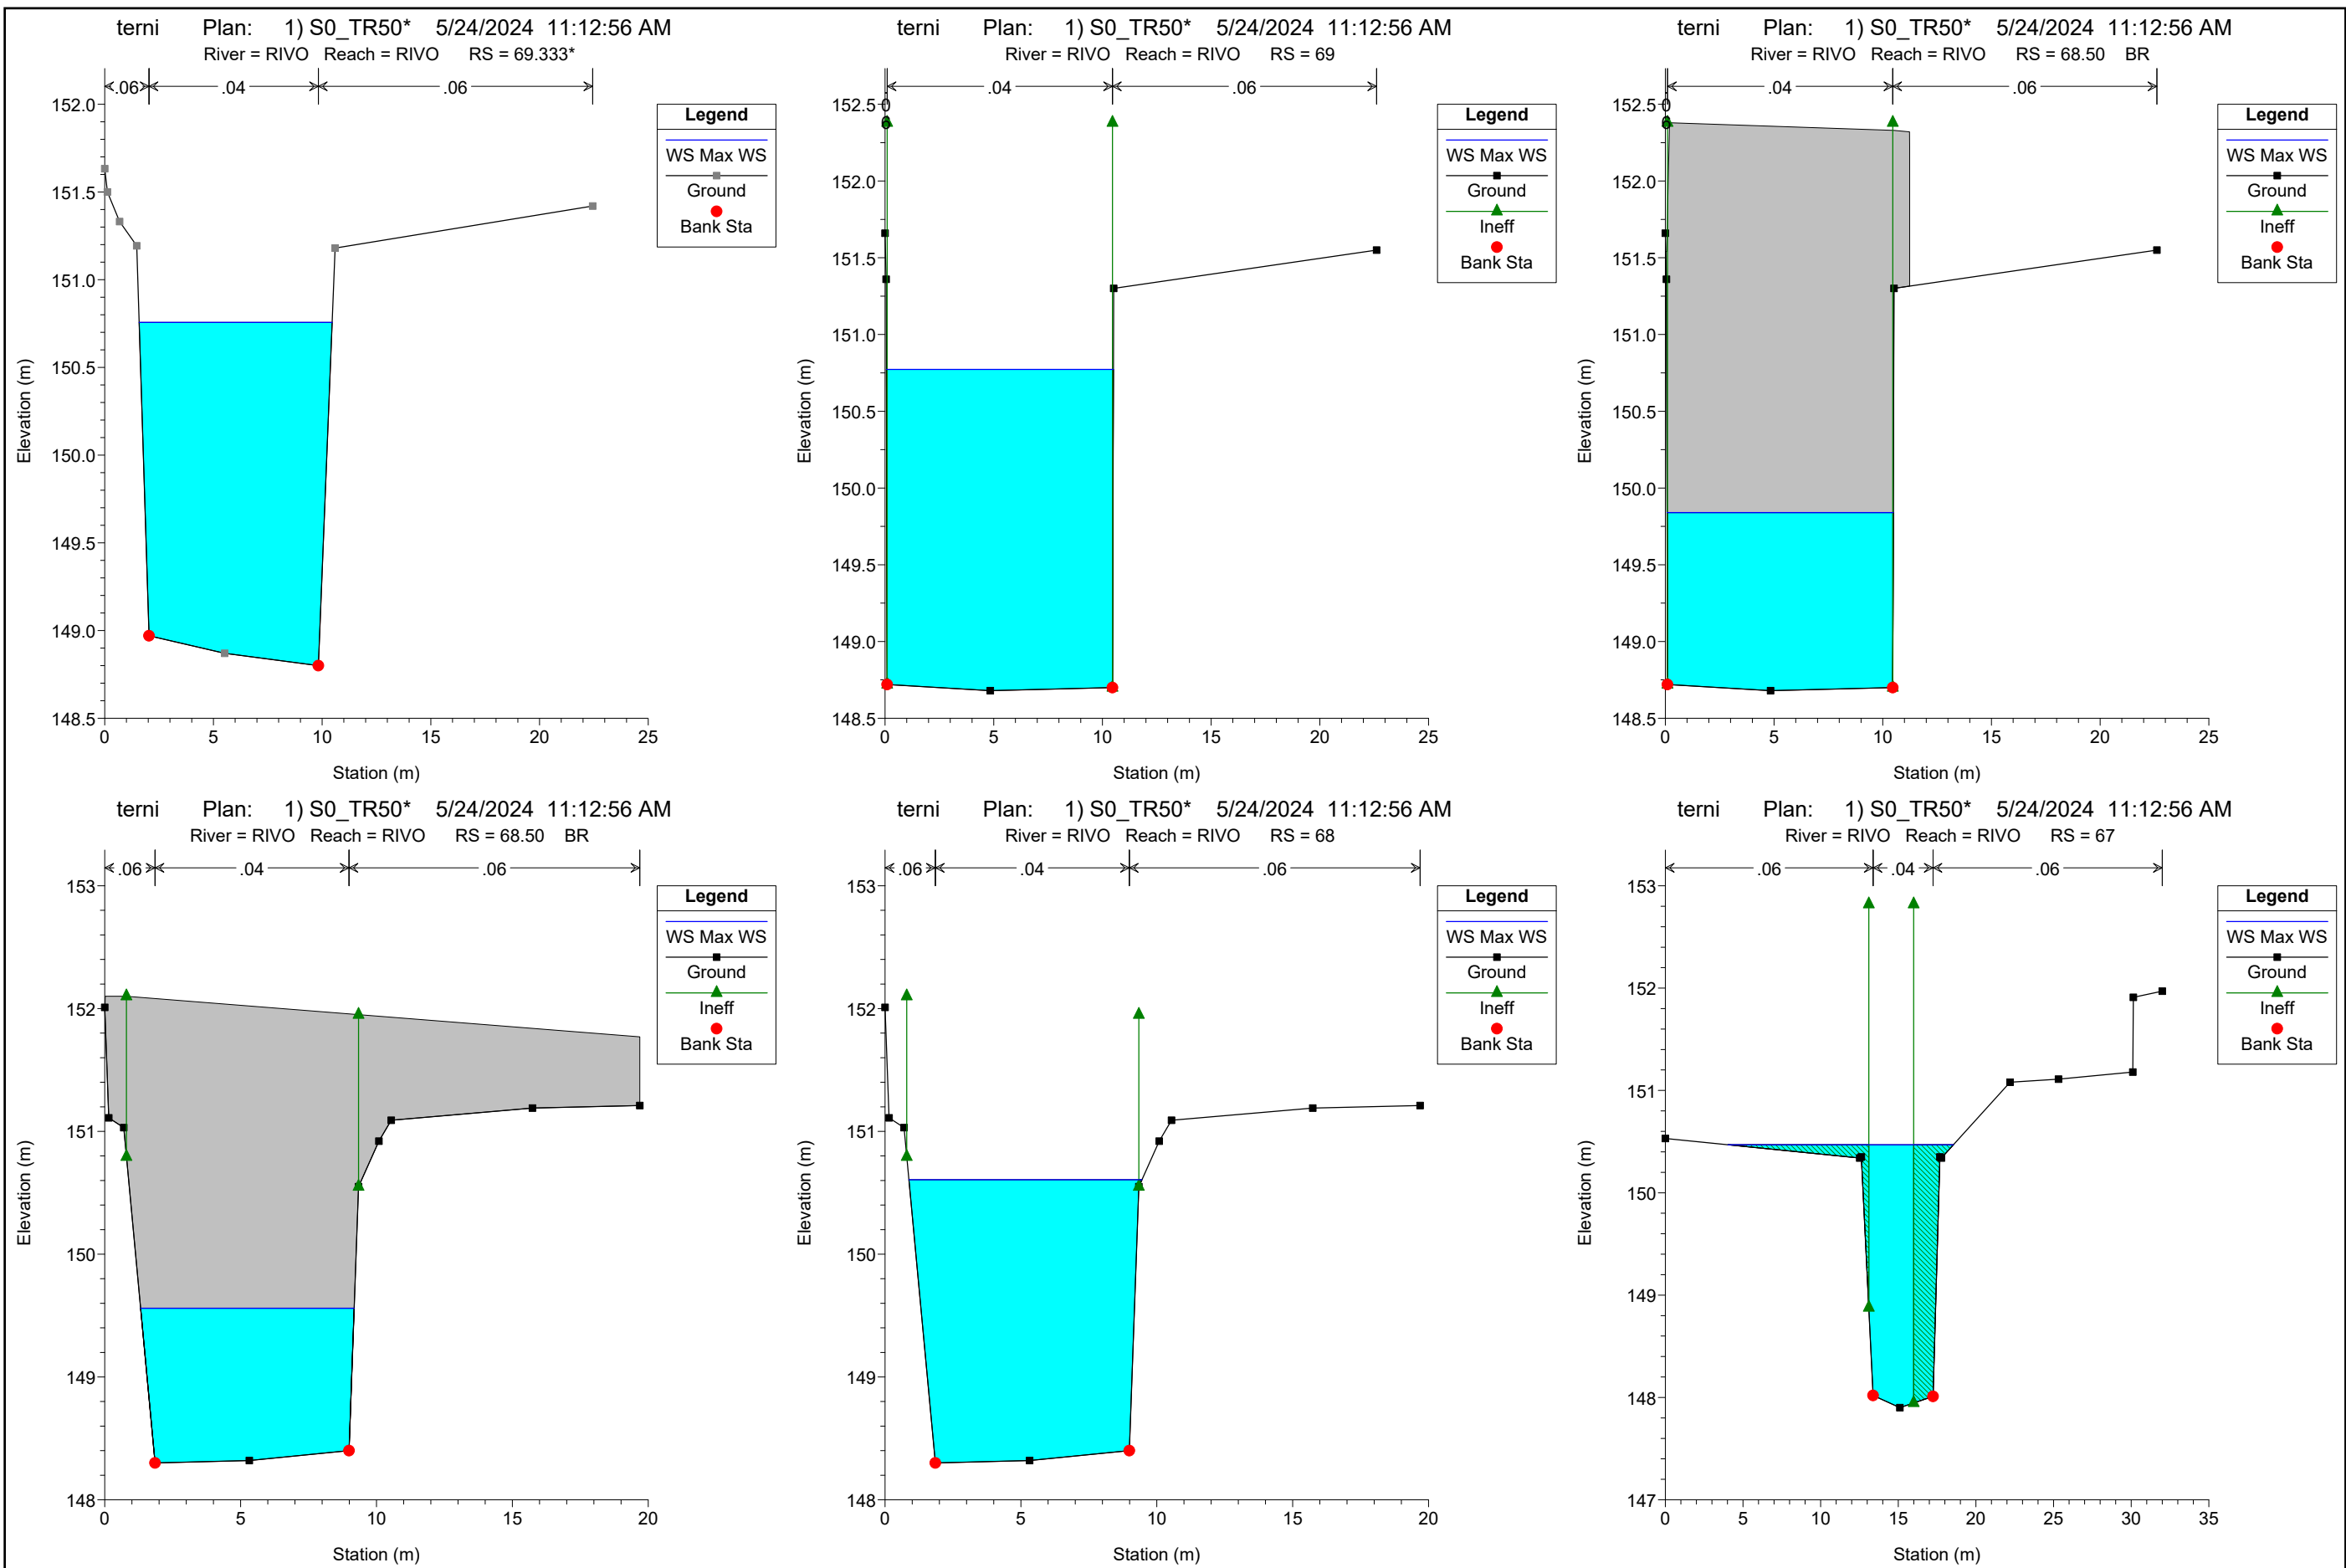 terni Plan: 1) S0_TR50* 5/24/2024 11:12:56 AM
River = RIVO Reach = RIVO RS = 69.333*
.06 .04 .06
152.0
151.5
151.0
150.5
150.0
149.5
149.0
148.5
0 5 10 15 20 25
Station (m)
Elevation (m)
Legend
WS Max WS
Ground
Bank Sta
terni Plan: 1) S0_TR50* 5/24/2024 11:12:56 AM
River = RIVO Reach = RIVO RS = 69
.04 .06
152.5
152.0
151.5
151.0
150.5
150.0
149.5
149.0
148.5
0 5 10 15 20 25
Station (m)
Elevation (m)
Legend
WS Max WS
Ground
Ineff
Bank Sta
terni Plan: 1) S0_TR50* 5/24/2024 11:12:56 AM
River = RIVO Reach = RIVO RS = 68.50 BR
.04 .06
152.5
152.0
151.5
151.0
150.5
150.0
149.5
149.0
148.5
0 5 10 15 20 25
Station (m)
Elevation (m)
Legend
WS Max WS
Ground
Ineff
Bank Sta
terni Plan: 1) S0_TR50* 5/24/2024 11:12:56 AM
River = RIVO Reach = RIVO RS = 68.50 BR
.06 .04 .06
153
152
151
150
149
148
0 5 10 15 20
Station (m)
Elevation (m)
Legend
WS Max WS
Ground
Ineff
Bank Sta
terni Plan: 1) S0_TR50* 5/24/2024 11:12:56 AM
River = RIVO Reach = RIVO RS = 68
.06 .04 .06
153
152
151
150
149
148
0 5 10 15 20
Station (m)
Elevation (m)
Legend
WS Max WS
Ground
Ineff
Bank Sta
terni Plan: 1) S0_TR50* 5/24/2024 11:12:56 AM
River = RIVO Reach = RIVO RS = 67
.06 .04 .06
153
152
151
150
149
148
147
0 5 10 15 20 25 30 35
Station (m)
Elevation (m)
Legend
WS Max WS
Ground
Ineff
Bank Sta